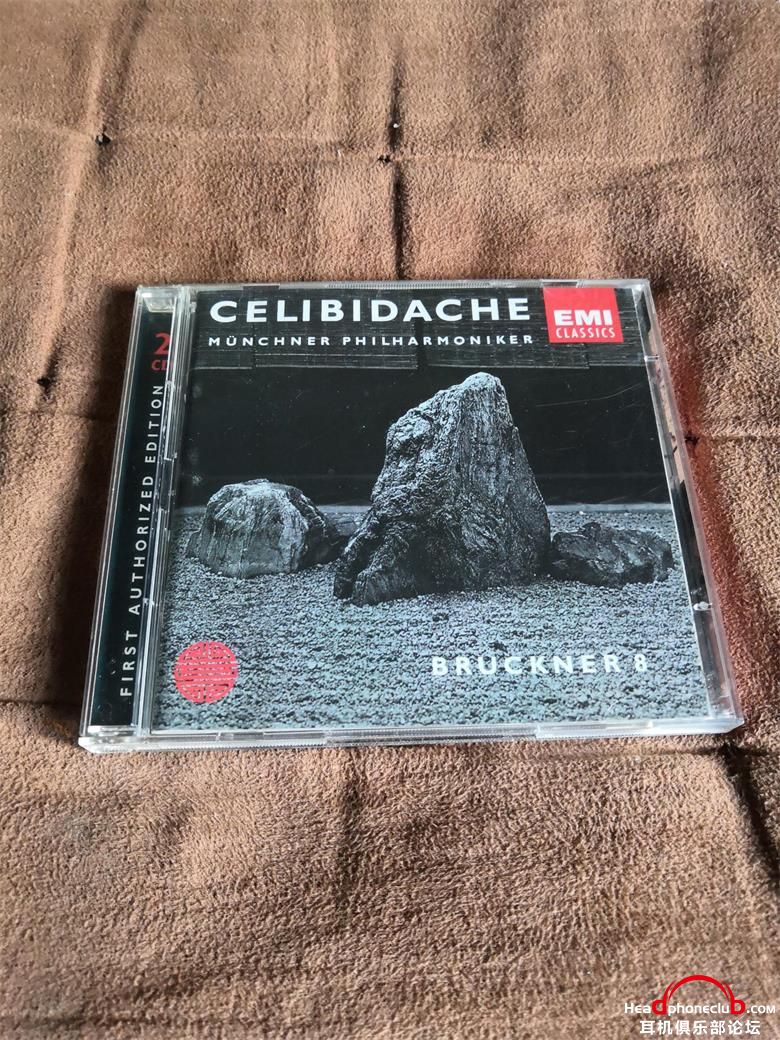 CELIBIDACHE
MÜNCHNER PHILHARMONIKER
EMI
CLASSICS
2
CD
FIRST AUTHORIZED EDITION
BRUCKNER 8
Headphoneclub.com
耳机俱乐部论坛